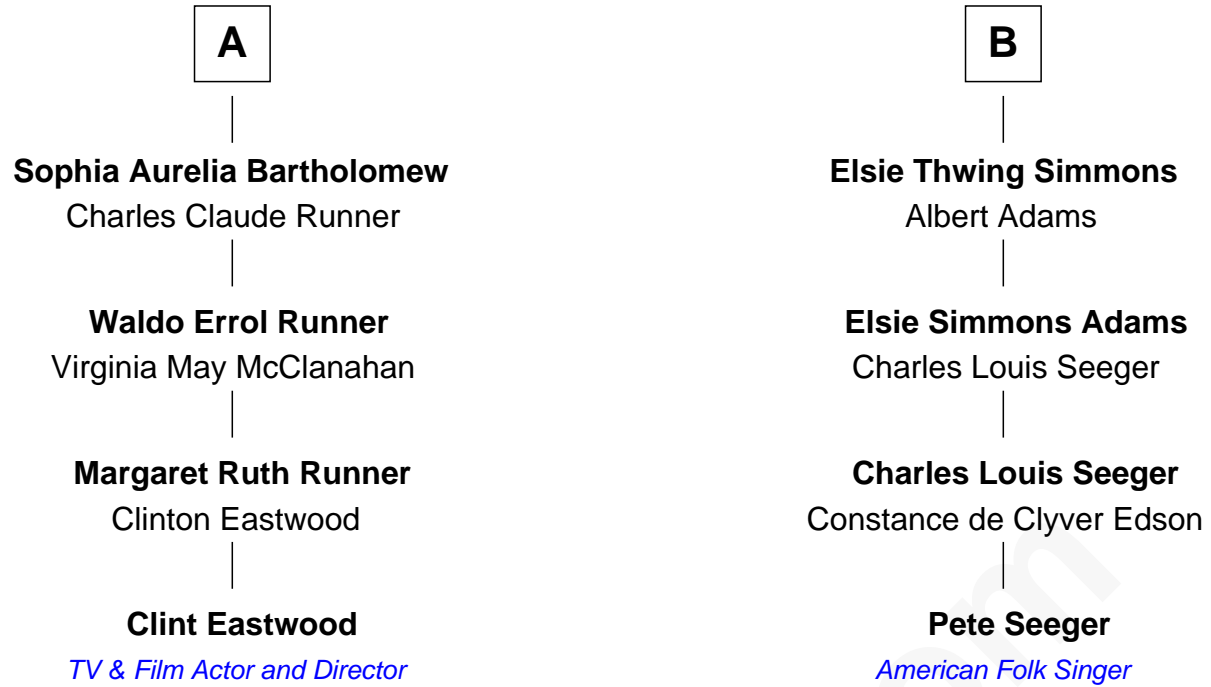 A
B
Sophia Aurelia Bartholomew
Charles Claude Runner
Elsie Thwing Simmons
Albert Adams
Waldo Errol Runner
Virginia May McClanahan
Elsie Simmons Adams
Charles Louis Seeger
Margaret Ruth Runner
Clinton Eastwood
Charles Louis Seeger
Constance de Clyver Edson
Clint Eastwood
TV & Film Actor and Director
Pete Seeger
American Folk Singer